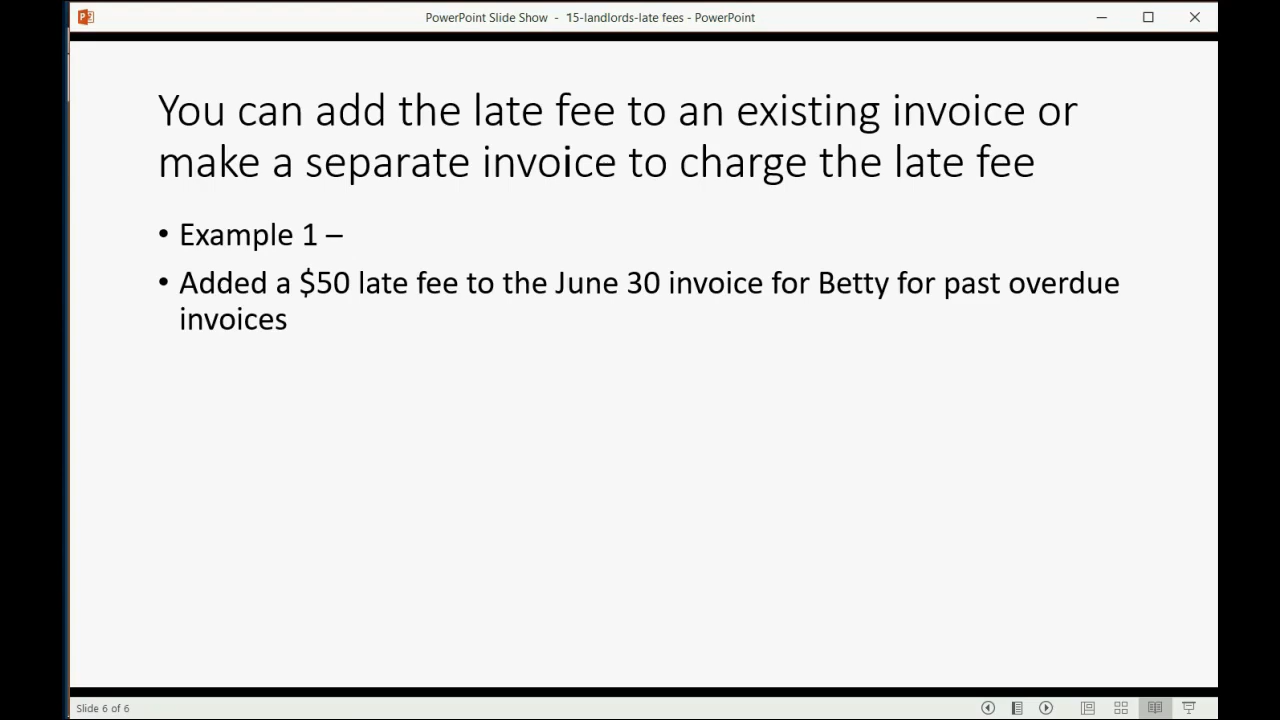 PowerPoint Slide Show - 15-landlords-late fees - PowerPoint
You can add the late fee to an existing invoice or
make a separate invoice to charge the late fee
• Example 1 –
• Added a $50 late fee to the June 30 invoice for Betty for past overdue
invoices
Slide 6 of 6